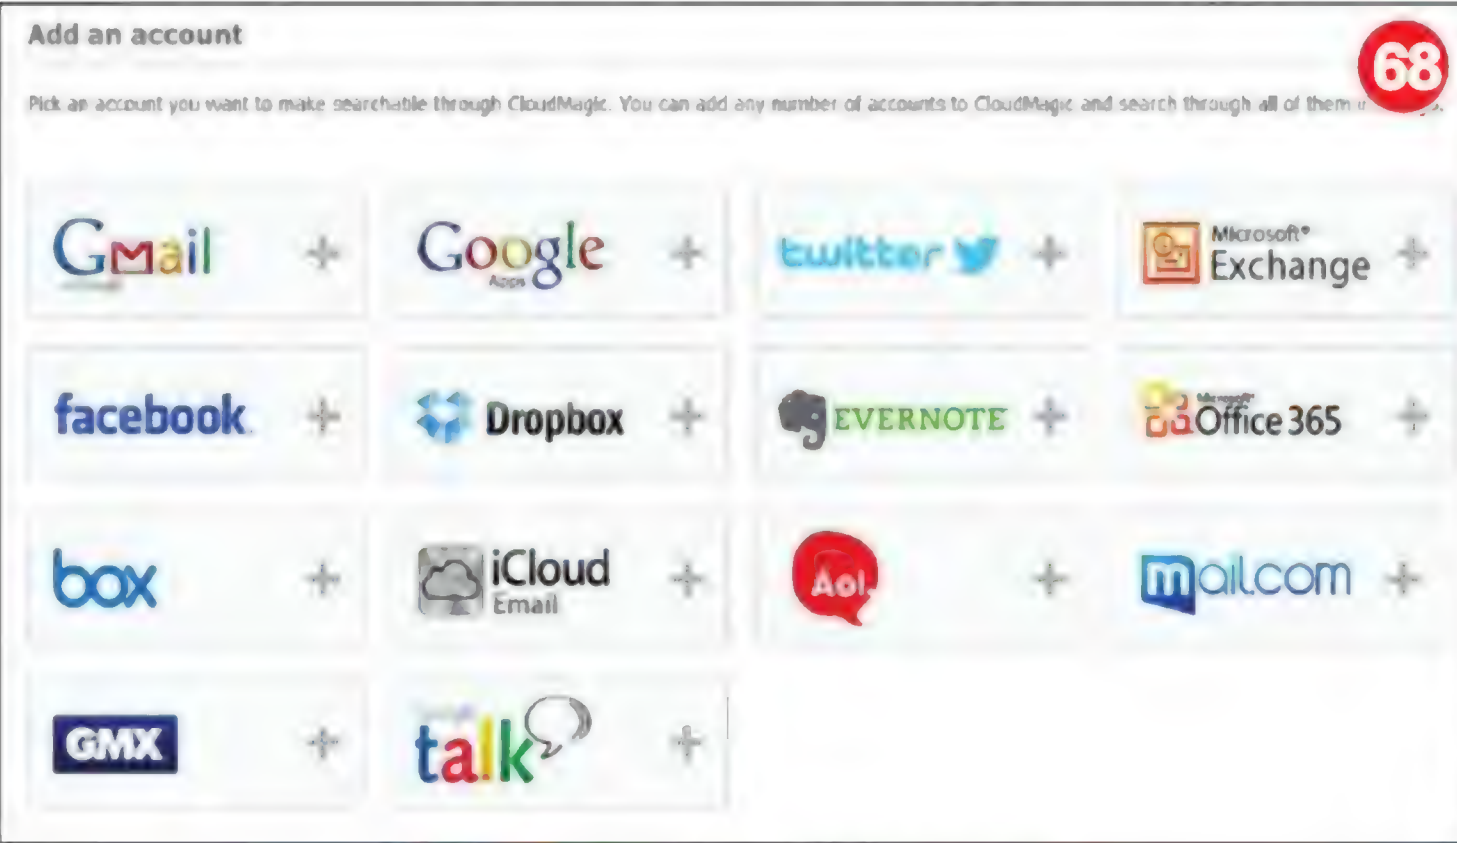 Add an account
68
Pick an account you want to make searchable through CloudMagic. You can add any number of accounts to CloudMagic and search through all of them
Gmail
Google
Apps
twitter
Microsoft®
Exchange
facebook
Dropbox
EVERNOTE
Microsoft®
Office 365
box
iCloud
Email
Aol.
mail.com
GMX
talk